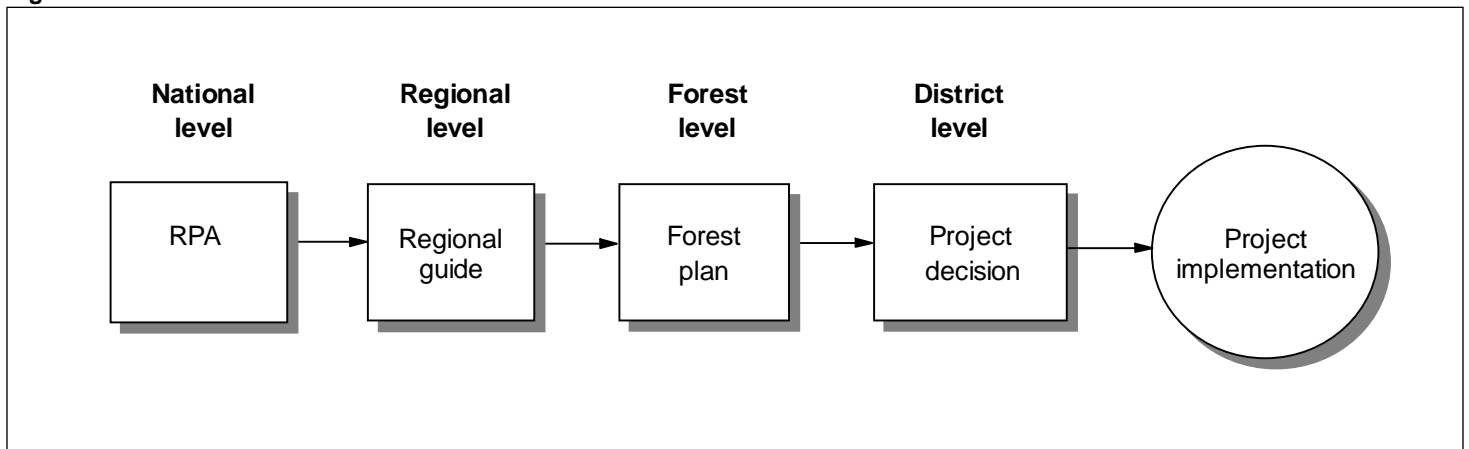 National
level
Regional
level
Forest
level
District
level
RPA
Regional
guide
Forest
plan
Project
decision
Project
implementation